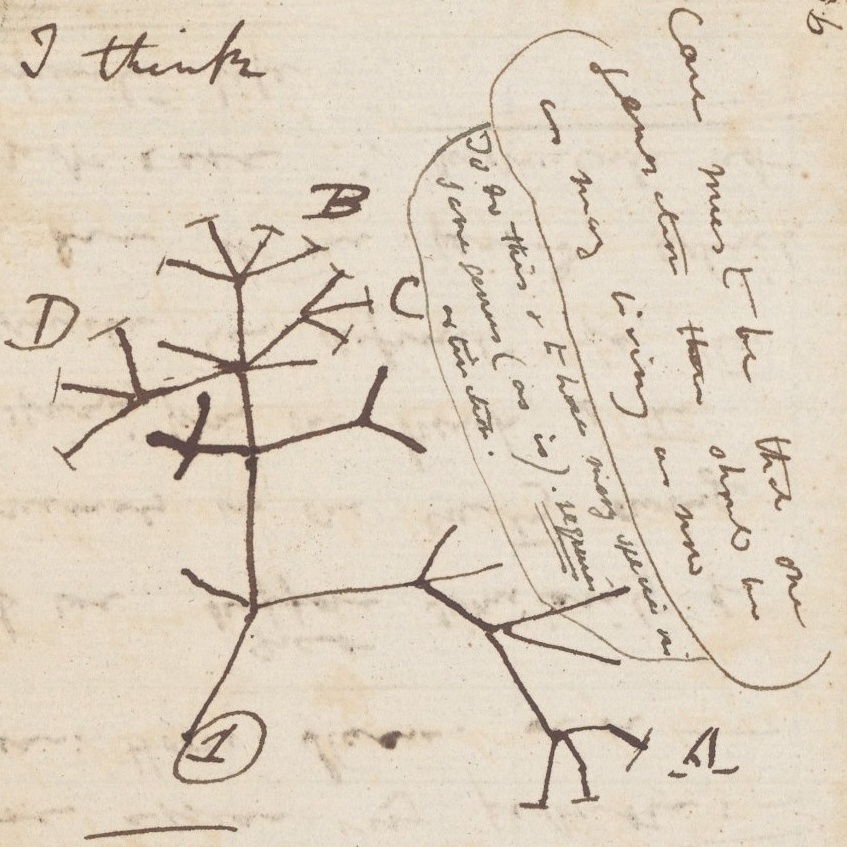 I think
Case must be that one
generation then should be
as many living as now
To do this & to have many species in
same genus (as is). requires
extinction.
B
C
D
A
1